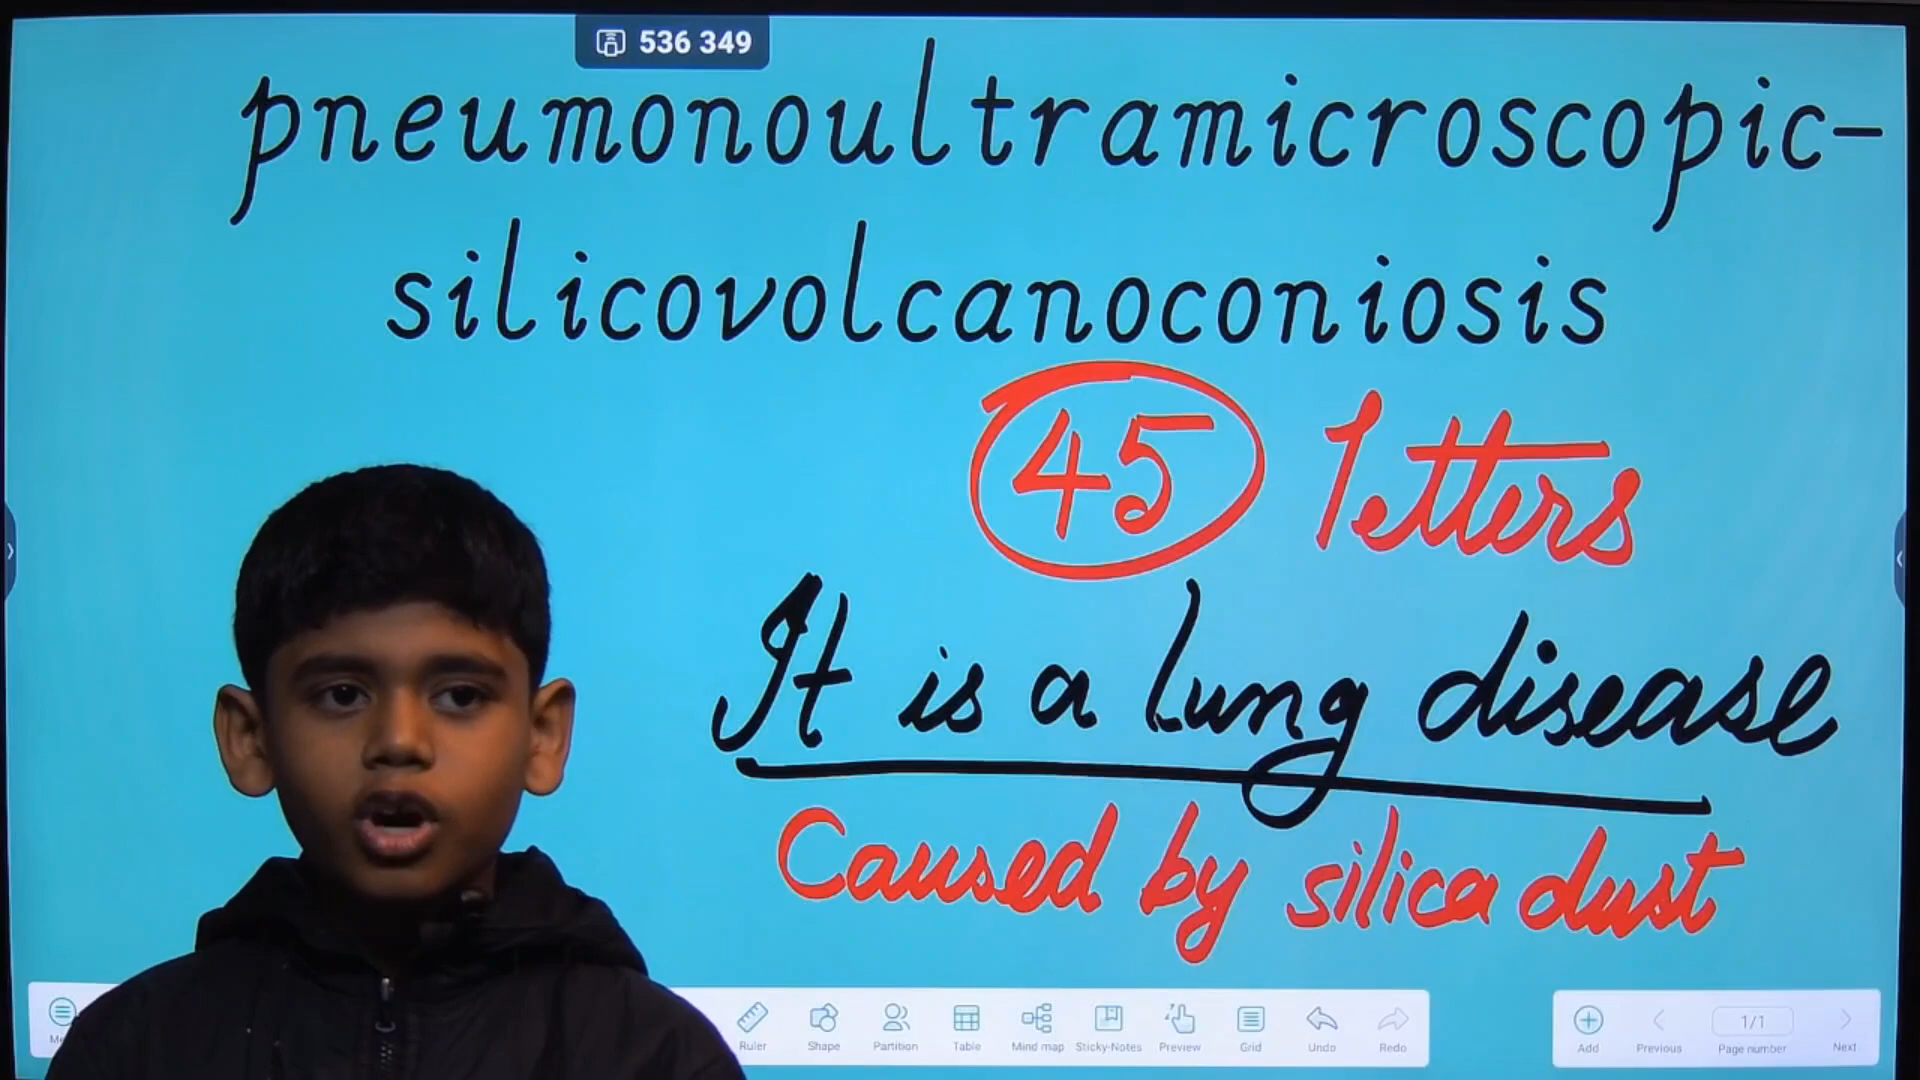 536 349
pneumonoultramicroscopic-
silicovolcanoconiosis
45 letters
It is a lung disease
Caused by silica dust
Ruler Shape Partition Table Mind map Sticky-Notes Preview Grid Undo Redo Add Previous 1/1 Page number Next